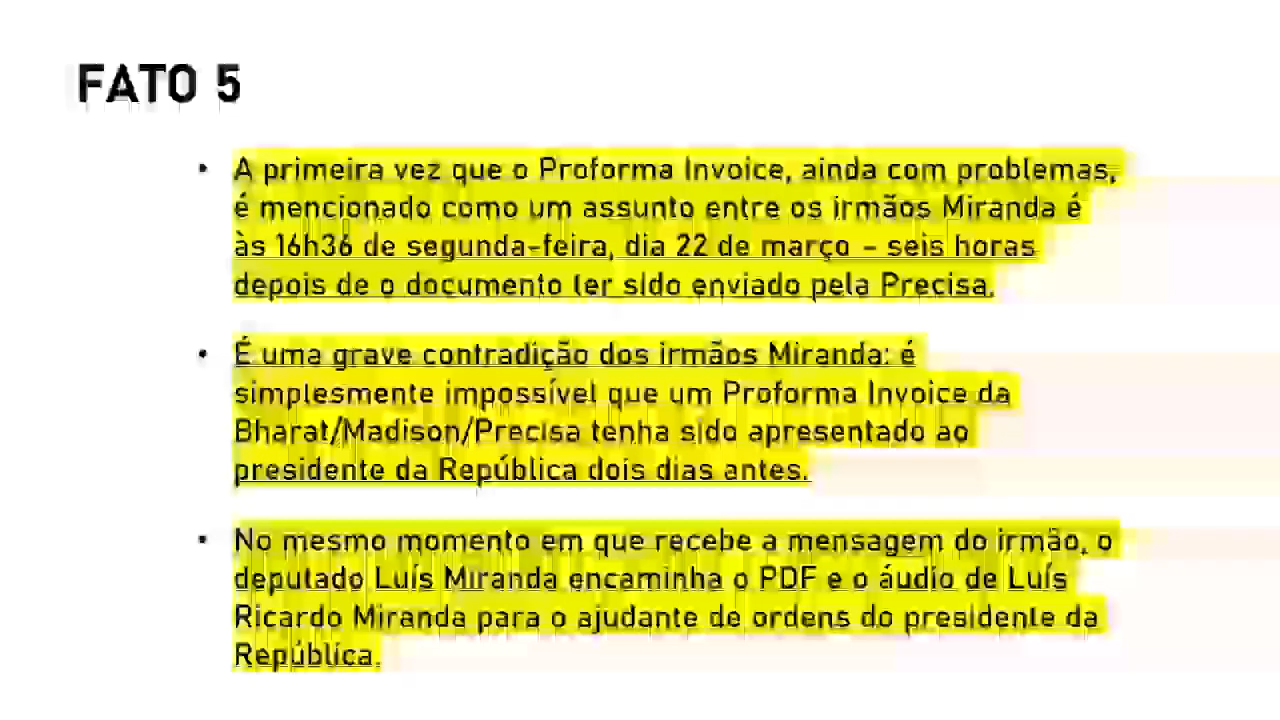 FATO 5
• A primeira vez que o Proforma Invoice, ainda com problemas,
é mencionado como um assunto entre os irmãos Miranda é
às 16h36 de segunda-feira, dia 22 de março – seis horas
depois de o documento ter sido enviado pela Precisa.
• É uma grave contradição dos irmãos Miranda: é
simplesmente impossível que um Proforma Invoice da
Bharat/Madison/Precisa tenha sido apresentado ao
presidente da República dois dias antes.
• No mesmo momento em que recebe a mensagem do irmão, o
deputado Luís Miranda encaminha o PDF e o áudio de Luís
Ricardo Miranda para o ajudante de ordens do presidente da
República.